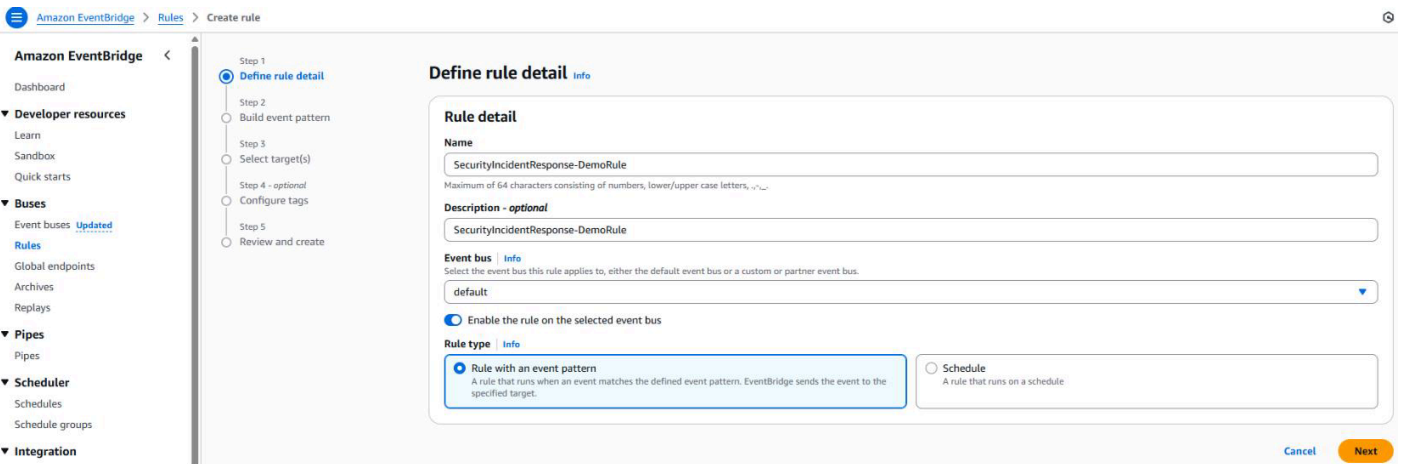 Amazon EventBridge > Rules > Create rule
Amazon EventBridge
Dashboard
Developer resources
Learn
Sandbox
Quick starts
Buses
Event buses Updated
Rules
Global endpoints
Archives
Replays
Pipes
Pipes
Scheduler
Schedules
Schedule groups
Integration
Step 1
Define rule detail
Step 2
Build event pattern
Step 3
Select target(s)
Step 4 - optional
Configure tags
Step 5
Review and create
Define rule detail Info
Rule detail
Name
SecurityIncidentResponse-DemoRule
Maximum of 64 characters consisting of numbers, lower/upper case letters, .,-,_.
Description - optional
SecurityIncidentResponse-DemoRule
Event bus Info
Select the event bus this rule applies to, either the default event bus or a custom or partner event bus.
default
Enable the rule on the selected event bus
Rule type Info
Rule with an event pattern
A rule that runs when an event matches the defined event pattern. EventBridge sends the event to the
specified target.
Schedule
A rule that runs on a schedule
Cancel
Next